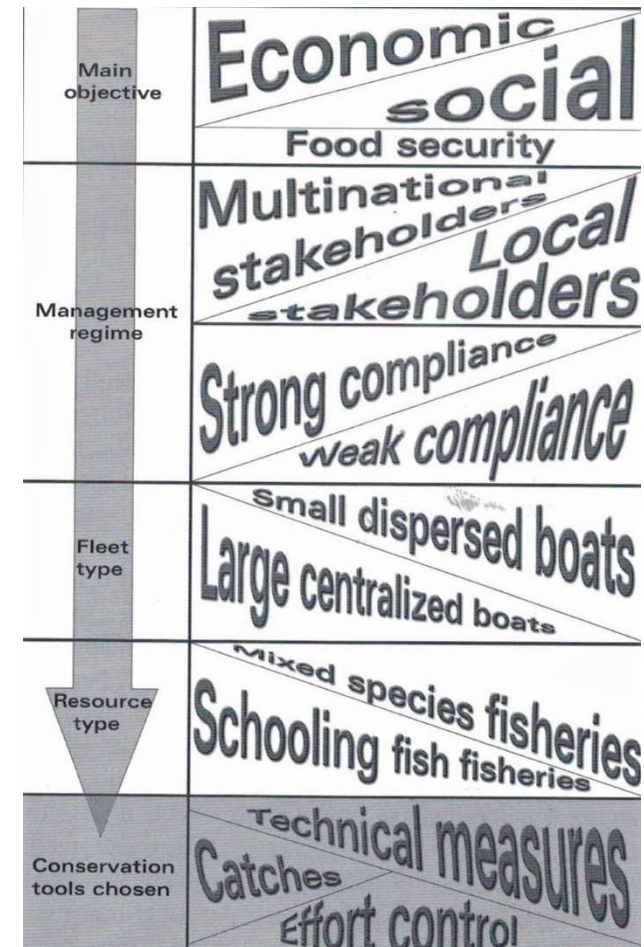 Main
objective
Economic
social
Food security
Management
regime
Multinational
stakeholders
Local
stakeholders
Strong compliance
Weak compliance
Fleet
type
Small dispersed boats
Large centralized boats
Resource
type
Mixed species fisheries
Schooling fish fisheries
Conservation
tools chosen
Technical measures
Catches
Effort control